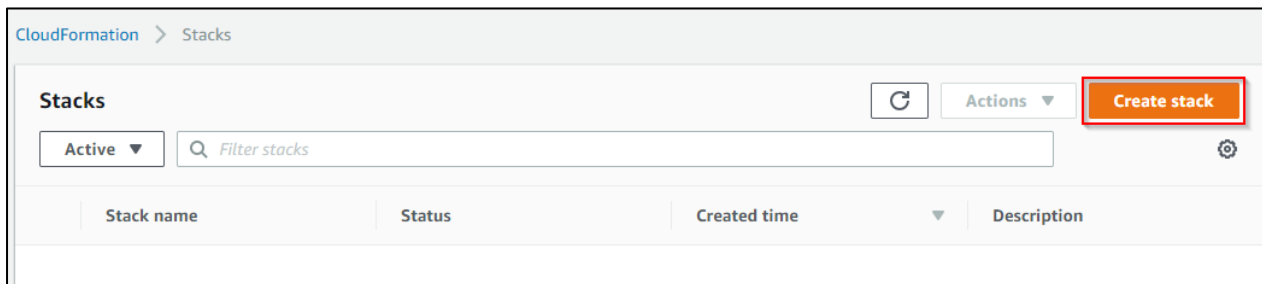 CloudFormation > Stacks
Stacks
Actions Create stack
Active Filter stacks
Stack name Status Created time Description